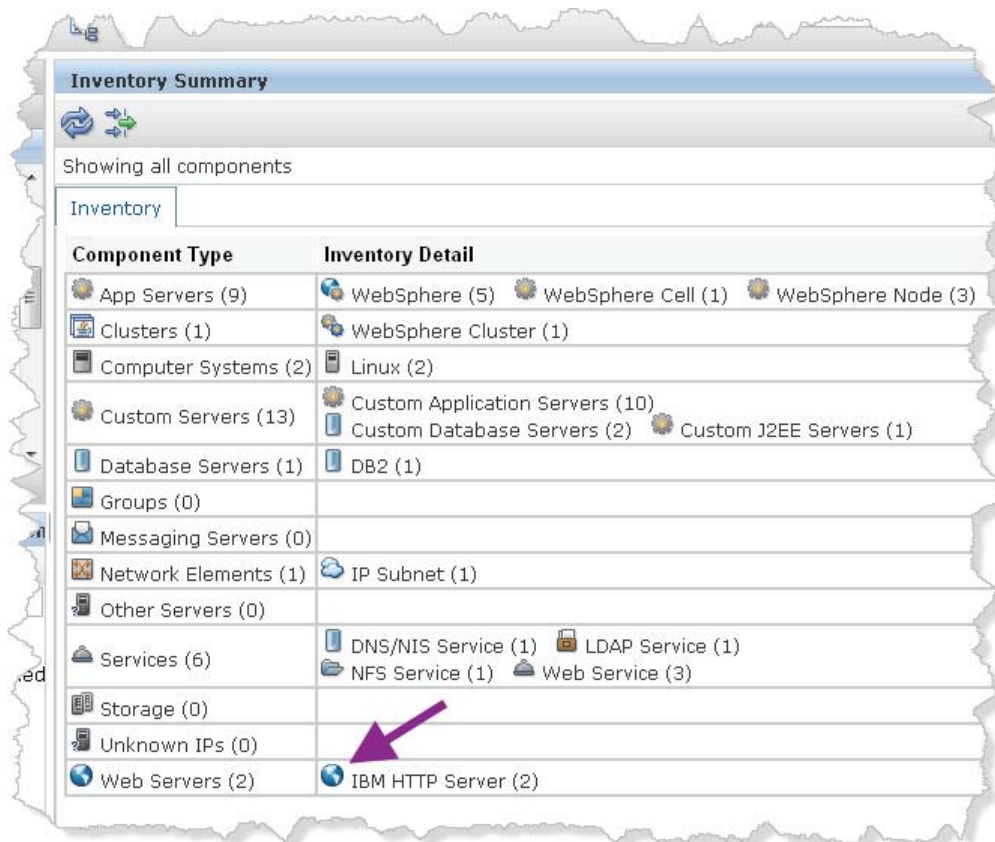 Inventory Summary
Showing all components
Inventory
Component Type Inventory Detail
App Servers (9) WebSphere (5) WebSphere Cell (1) WebSphere Node (3)
Clusters (1) WebSphere Cluster (1)
Computer Systems (2) Linux (2)
Custom Servers (13) Custom Application Servers (10)
Custom Database Servers (2) Custom J2EE Servers (1)
Database Servers (1) DB2 (1)
Groups (0)
Messaging Servers (0)
Network Elements (1) IP Subnet (1)
Other Servers (0)
Services (6) DNS/NIS Service (1) LDAP Service (1)
NFS Service (1) Web Service (3)
Storage (0)
Unknown IPs (0)
Web Servers (2) IBM HTTP Server (2)